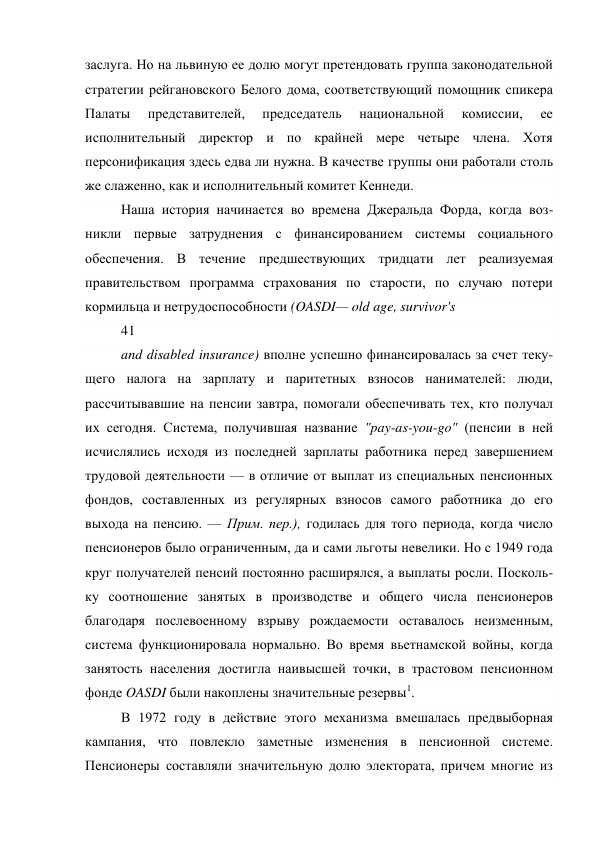 заслуга. Но на львиную ее долю могут претендовать группа законодательной
стратегии рейгановского Белого дома, соответствующий помощник спикера
Палаты представителей, председатель национальной комиссии, ее
исполнительный директор и по крайней мере четыре члена. Хотя
персонификация здесь едва ли нужна. В качестве группы они работали столь
же слаженно, как и исполнительный комитет Кеннеди.
Наша история начинается во времена Джеральда Форда, когда воз-
никли первые затруднения с финансированием системы социального
обеспечения. В течение предшествующих тридцати лет реализуемая
правительством программа страхования по старости, по случаю потери
кормильца и нетрудоспособности (OASDI— old age, survivor's
41
and disabled insurance) вполне успешно финансировалась за счет теку-
щего налога на зарплату и паритетных взносов нанимателей: люди,
рассчитывавшие на пенсии завтра, помогали обеспечивать тех, кто получал
их сегодня. Система, получившая название "pay-as-you-go" (пенсии в ней
исчислялись исходя из последней зарплаты работника перед завершением
трудовой деятельности — в отличие от выплат из специальных пенсионных
фондов, составленных из регулярных взносов самого работника до его
выхода на пенсию. — Прим. пер.), годилась для того периода, когда число
пенсионеров было ограниченным, да и сами льготы невелики. Но с 1949 года
круг получателей пенсий постоянно расширялся, а выплаты росли. Посколь-
ку соотношение занятых в производстве и общего числа пенсионеров
благодаря послевоенному взрыву рождаемости оставалось неизменным,
система функционировала нормально. Во время вьетнамской войны, когда
занятость населения достигла наивысшей точки, в трастовом пенсионном
фонде OASDI были накоплены значительные резервы¹.
В 1972 году в действие этого механизма вмешалась предвыборная
кампания, что повлекло заметные изменения в пенсионной системе.
Пенсионеры составляли значительную долю электората, причем многие из